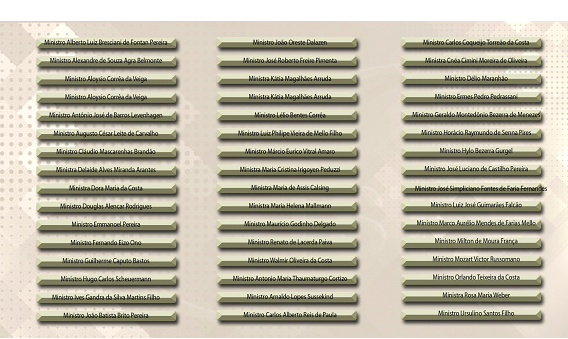 Ministro Alberto Luiz Bresciani de Fontan Pereira
Ministro Alexandre de Souza Agra Belmonte
Ministro Aloysio Corrêa da Veiga
Ministro Aloysio Corrêa da Veiga
Ministro Antônio José de Barros Levenhagen
Ministro Augusto César Leite de Carvalho
Ministro Cláudio Mascarenhas Brandão
Ministro Delaíde Alves Miranda Arantes
Ministra Dora Maria da Costa
Ministro Douglas Alencar Rodrigues
Ministro Emmanoel Pereira
Ministro Fernando Eizo Ono
Ministro Guilherme Caputo Bastos
Ministro Hugo Carlos Scheuermann
Ministro Ives Gandra da Silva Martins Filho
Ministro João Batista Brito Pereira
Ministro João Oreste Dalazen
Ministro José Roberto Freire Pimenta
Ministra Kátia Magalhães Arruda
Ministra Kátia Magalhães Arruda
Ministro Lélio Bentes Corrêa
Ministro Luiz Philipe Vieira de Mello Filho
Ministro Márcio Eurico Vitral Amaro
Ministra Maria Cristina Irigoyen Peduzzi
Ministra Maria de Assis Calsing
Ministra Maria Helena Mallmann
Ministro Maurício Godinho Delgado
Ministro Renato de Lacerda Paiva
Ministro Walmir Oliveira da Costa
Ministro Antonio Maria Thaumaturgo Cortizo
Ministro Arnaldo Lopes Sussekind
Ministro Carlos Alberto Reis de Paula
Ministro Carlos Coqueijo Torreão da Costa
Ministra Cnéa Cimini Moreira de Oliveira
Ministro Délio Maranhão
Ministro Ermes Pedro Pedrassani
Ministro Geraldo Montedônio Bezerra de Menezes
Ministro Horácio Raymundo de Senna Pires
Ministro Hylo Bezerra Gurgel
Ministro José Luciano de Castilho Pereira
Ministro José Simpliciano Fontes de Faria Fernandes
Ministro Luiz José Guimarães Falcão
Ministro Marco Aurélio Mendes de Farias Mello
Ministro Milton de Moura França
Ministro Mozart Victor Russomano
Ministro Orlando Teixeira da Costa
Ministra Rosa Maria Weber
Ministro Ursulino Santos Filho